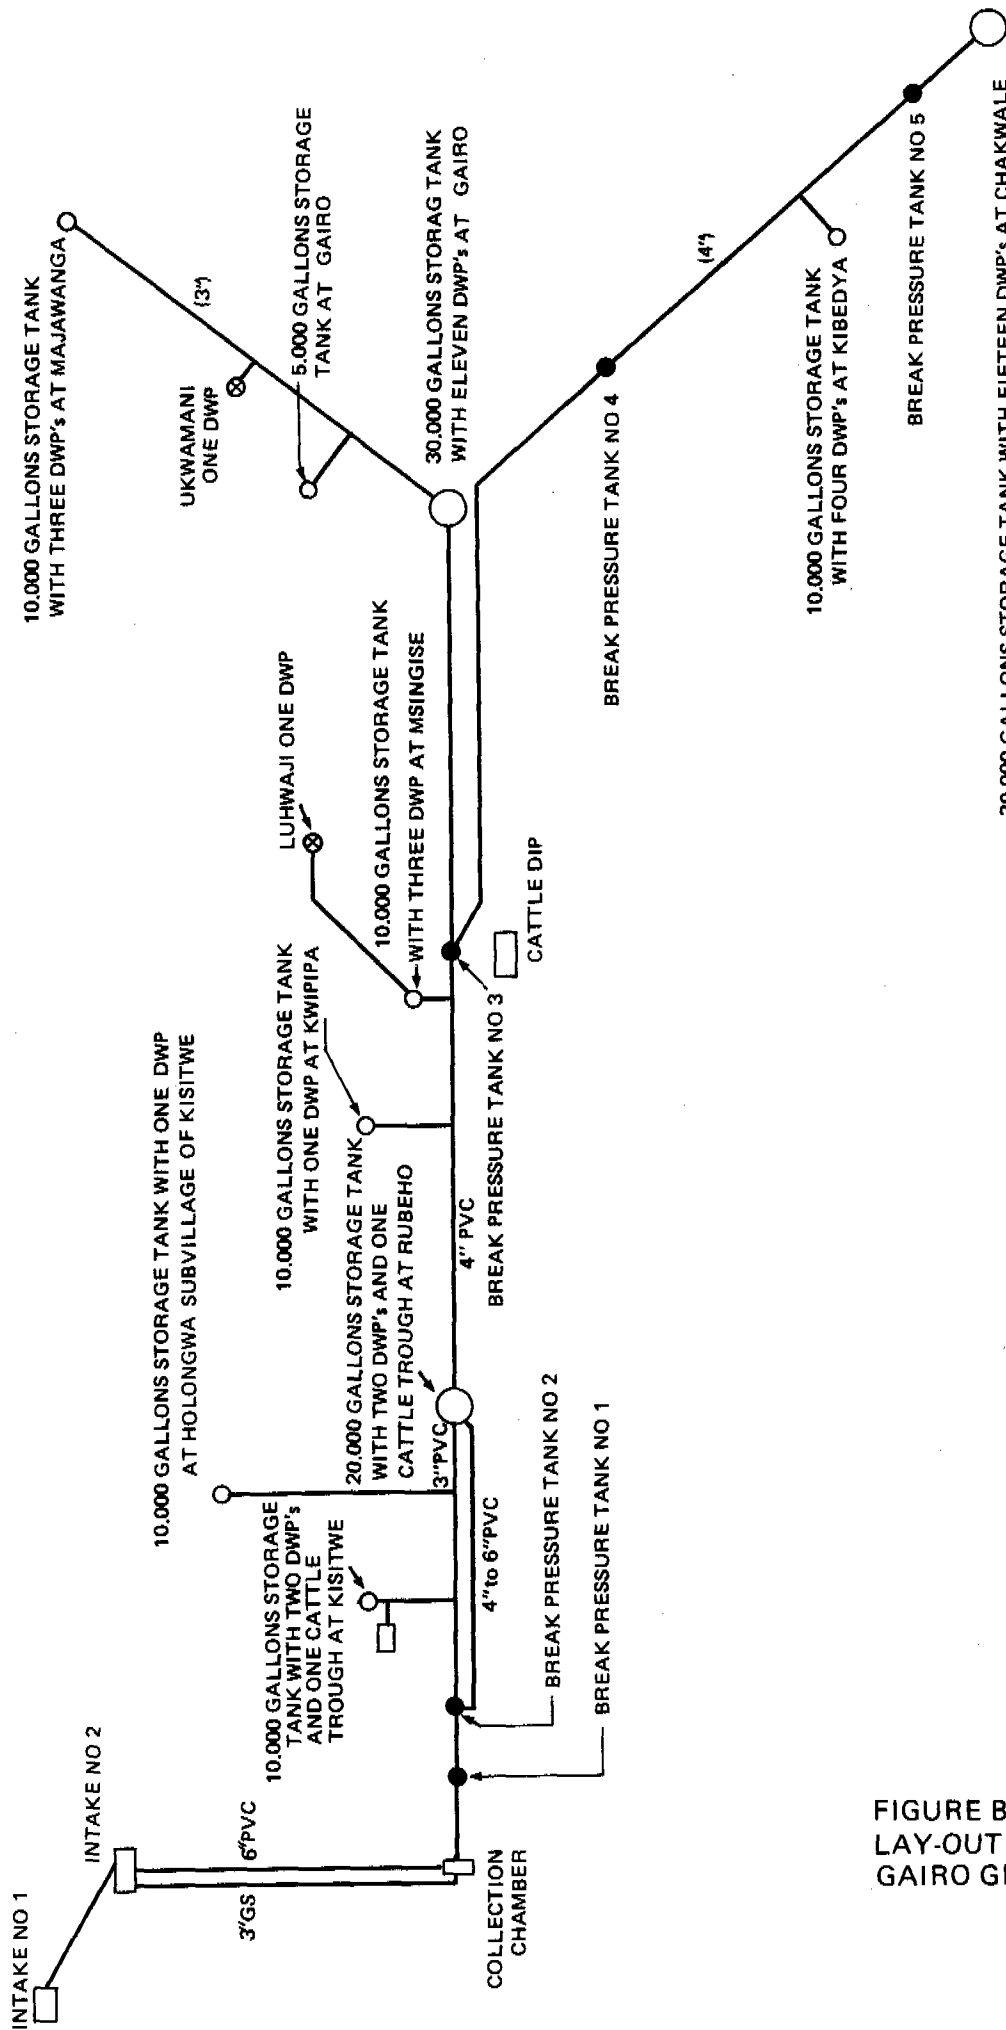 INTAKE NO 1
INTAKE NO 2
3"GS
6"PVC
COLLECTION
CHAMBER
BREAK PRESSURE TANK NO 1
BREAK PRESSURE TANK NO 2
10.000 GALLONS STORAGE
TANK WITH TWO DWP's
AND ONE CATTLE
TROUGH AT KISITWE
4"to 6"PVC
10.000 GALLONS STORAGE TANK WITH ONE DWP
AT HOLONGWA SUBVILLAGE OF KISITWE
20.000 GALLONS STORAGE TANK
WITH TWO DWP's AND ONE
CATTLE TROUGH AT RUBEHO
3"PVC
4" PVC
10.000 GALLONS STORAGE TANK
WITH ONE DWP AT KWIPIPA
BREAK PRESSURE TANK NO 3
10.000 GALLONS STORAGE TANK
WITH THREE DWP AT MSINGISE
LUHWAJI ONE DWP
CATTLE DIP
10.000 GALLONS STORAGE TANK
WITH THREE DWP's AT MAJAWANGA
UKWAMANI
ONE DWP
(3")
5.000 GALLONS STORAGE
TANK AT GAIRO
30.000 GALLONS STORAG TANK
WITH ELEVEN DWP's AT GAIRO
BREAK PRESSURE TANK NO 4
(4")
10.000 GALLONS STORAGE TANK
WITH FOUR DWP's AT KIBEDYA
BREAK PRESSURE TANK NO 5
GALLONS STORAGE TANK WITH DWP's AT CHAKWALE
FIGURE B
LAY-OUT
GAIRO